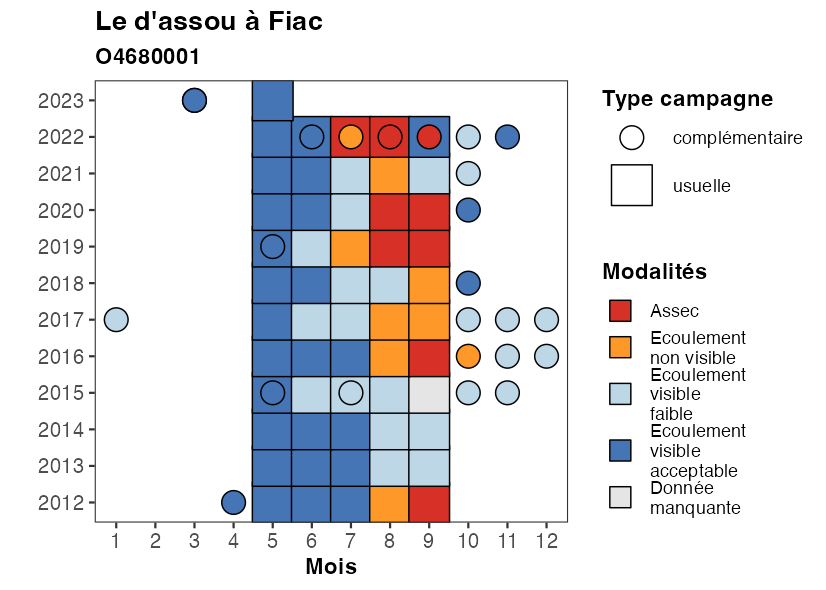 Le d'assou à Fiac
O4680001
2023
2022
2021
2020
2019
2018
2017
2016
2015
2014
2013
2012
1 2 3 4 5 6 7 8 9 10 11 12
Mois
Type campagne
complémentaire
usuelle
Modalités
Assec
Ecoulement
non visible
Ecoulement
visible
faible
Ecoulement
visible
acceptable
Donnée
manquante